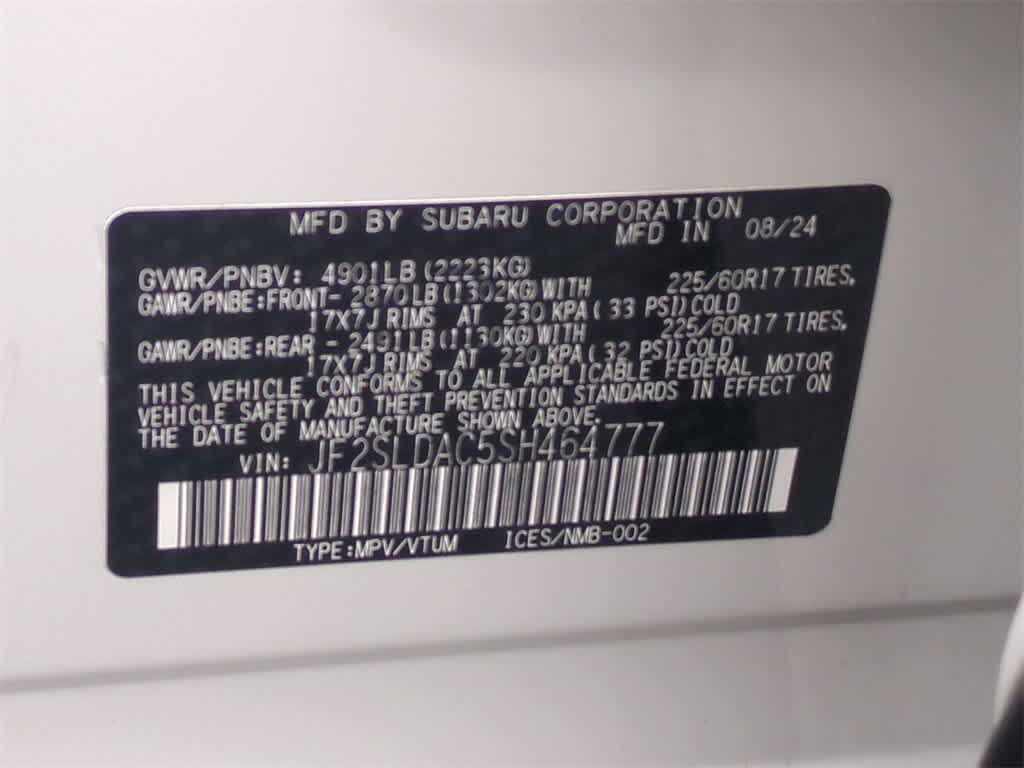 MFD BY SUBARU CORPORATION
MFD IN 08/24
GVWR/PNBV: 4901LB(2223KG)
GAWR/PNBE:FRONT- 2870LB(1302KG)WITH 225/60R17 TIRES,
17X7J RIMS AT 230 KPA( 33 PSI)COLD
GAWR/PNBE:REAR - 2491LB(1130KG)WITH 225/60R17 TIRES,
17X7J RIMS AT 220 KPA( 32 PSI)COLD
THIS VEHICLE CONFORMS TO ALL APPLICABLE FEDERAL MOTOR
VEHICLE SAFETY AND THEFT PREVENTION STANDARDS IN EFFECT ON
THE DATE OF MANUFACTURE SHOWN ABOVE.
VIN: JF2SLDAC5SH464777
TYPE:MPV/VTUM ICES/NMB-002